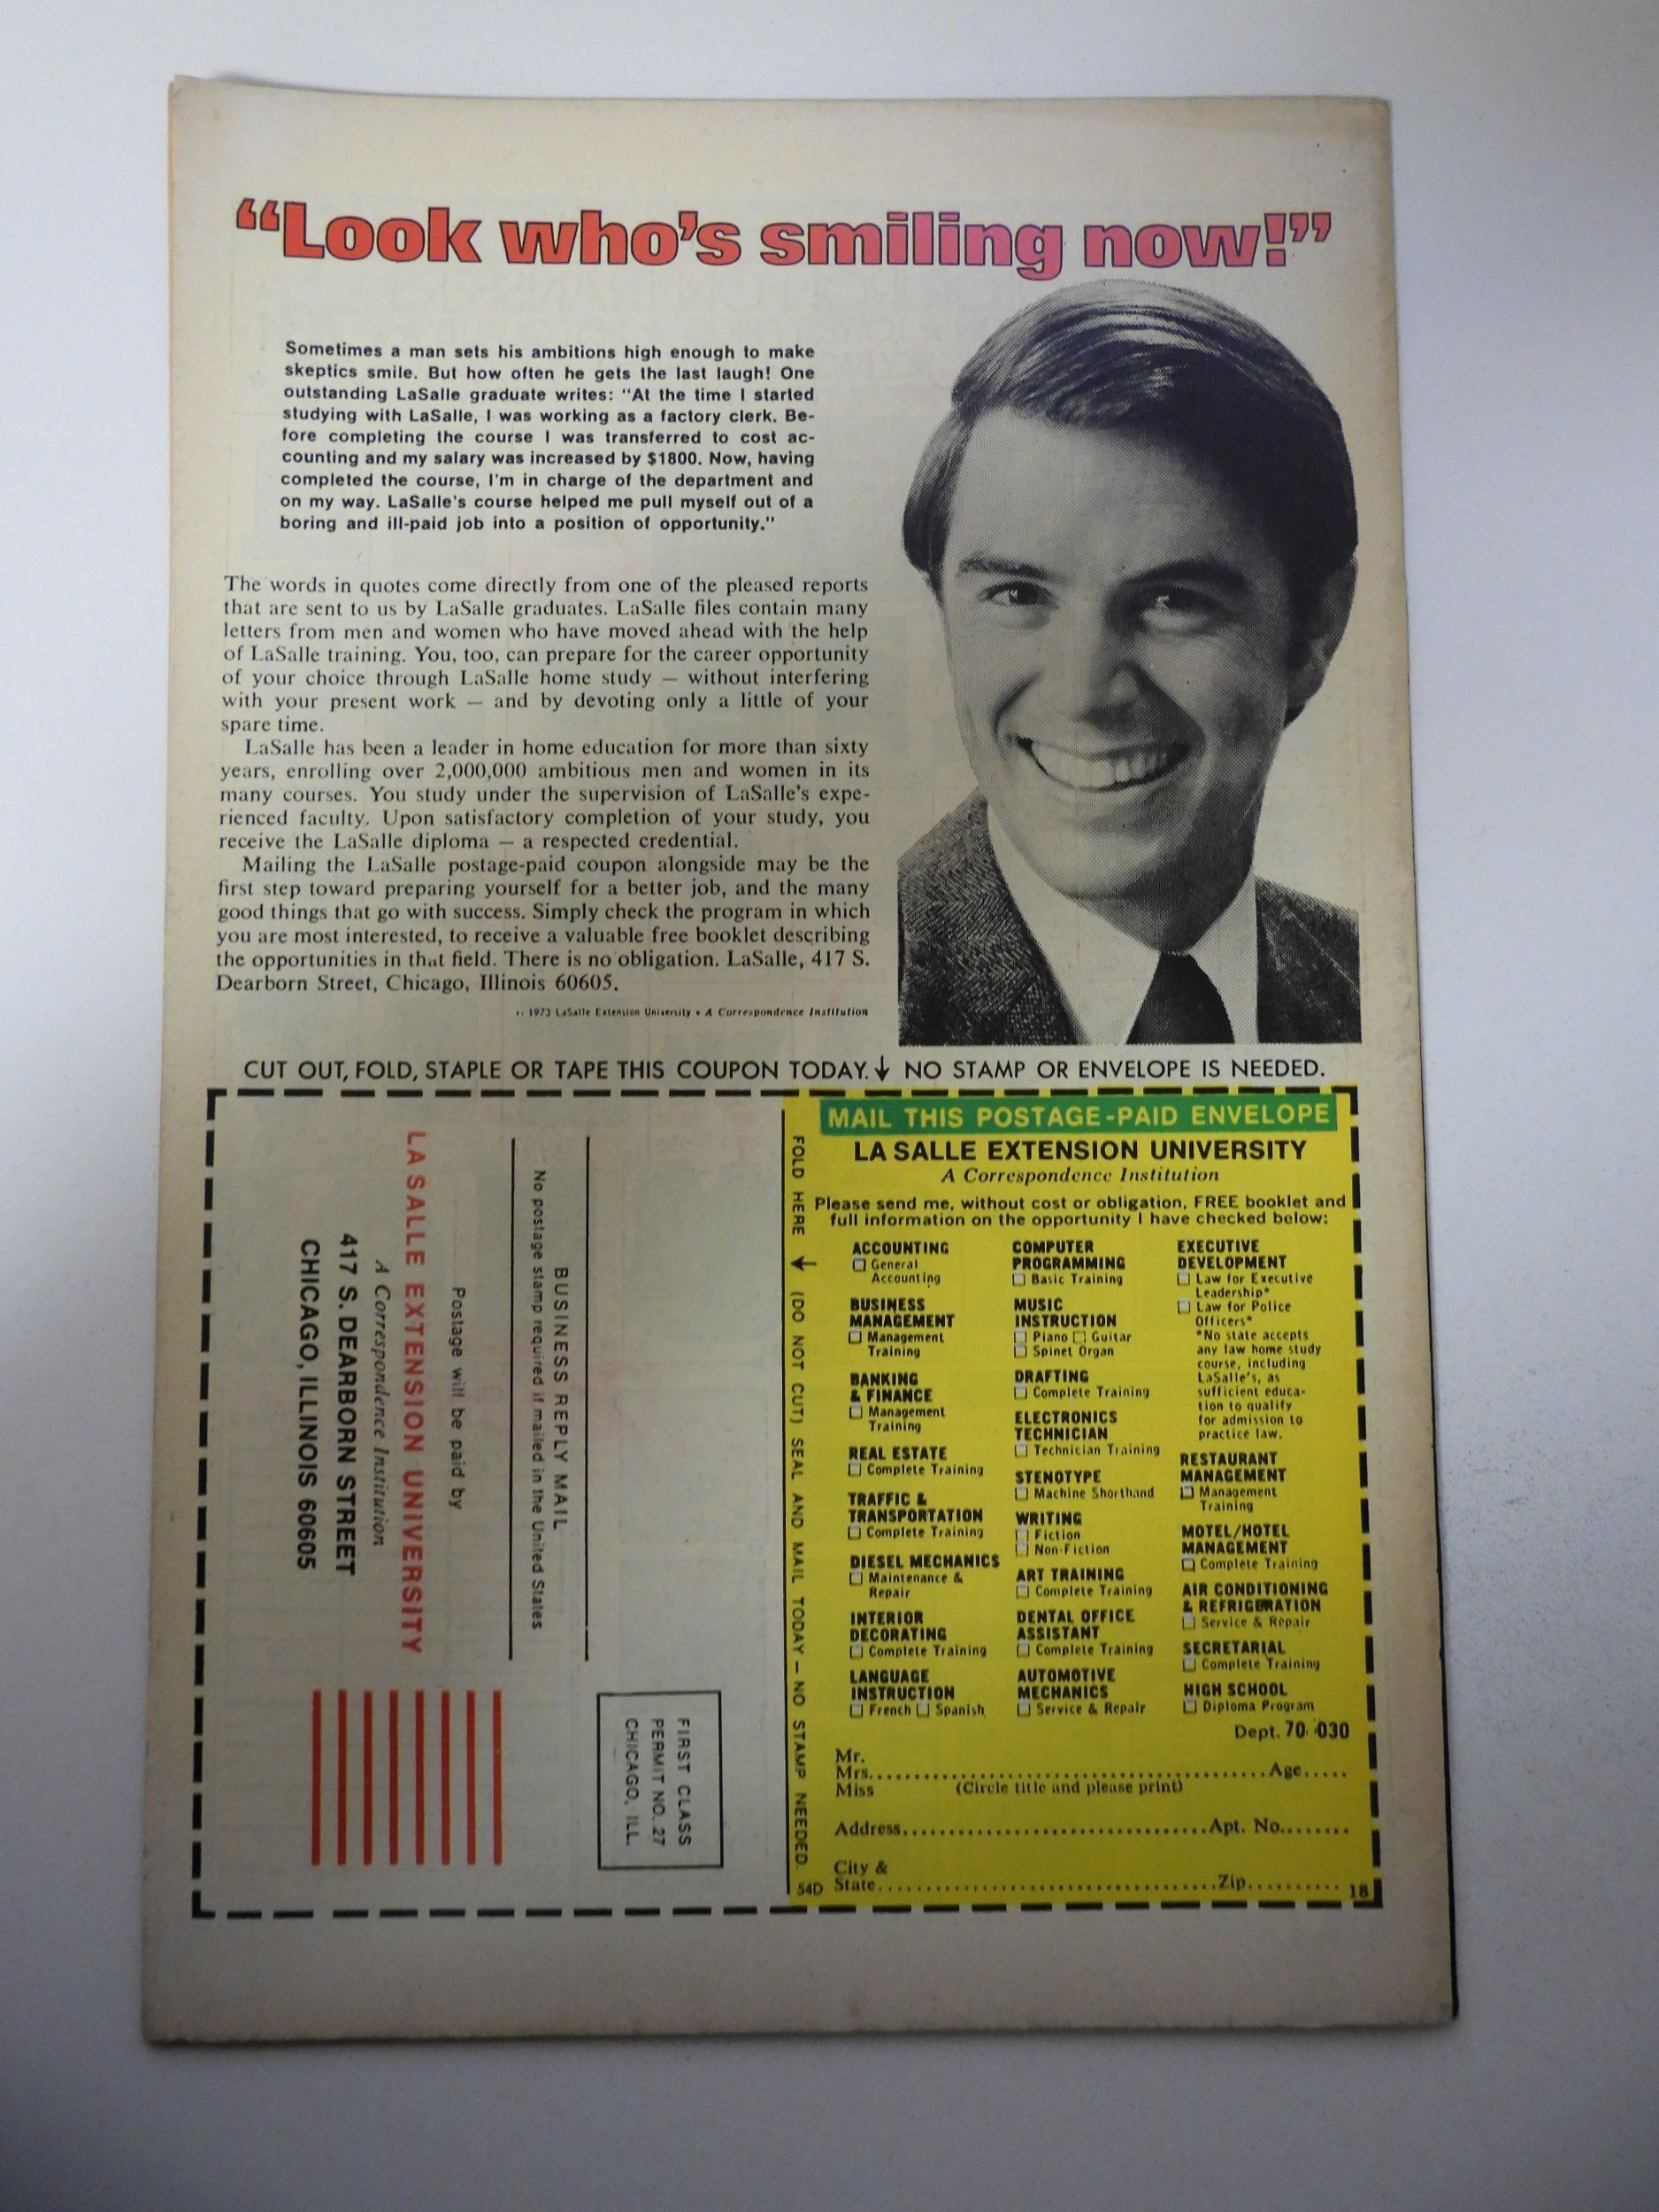 “Look who's smiling now!”
Sometimes a man sets his ambitions high enough to make
skeptics smile. But how often he gets the last laugh! One
outstanding LaSalle graduate writes: "At the time I started
studying with LaSalle, I was working as a factory clerk. Be-
fore completing the course I was transferred to cost ac-
counting and my salary was increased by $1800. Now, having
completed the course, I'm in charge of the department and
on my way. LaSalle's course helped me pull myself out of a
boring and ill-paid job into a position of opportunity."
The words in quotes come directly from one of the pleased reports
that are sent to us by LaSalle graduates. LaSalle files contain many
letters from men and women who have moved ahead with the help
of LaSalle training. You, too, can prepare for the career opportunity
of your choice through LaSalle home study — without interfering
with your present work — and by devoting only a little of your
spare time.
LaSalle has been a leader in home education for more than sixty
years, enrolling over 2,000,000 ambitious men and women in its
many courses. You study under the supervision of LaSalle's expe-
rienced faculty. Upon satisfactory completion of your study, you
receive the LaSalle diploma — a respected credential.
Mailing the LaSalle postage-paid coupon alongside may be the
first step toward preparing yourself for a better job, and the many
good things that go with success. Simply check the program in which
you are most interested, to receive a valuable free booklet describing
the opportunities in that field. There is no obligation. LaSalle, 417 S.
Dearborn Street, Chicago, Illinois 60605.
1973 LaSalle Extension University • A Correspondence Institution
CUT OUT, FOLD, STAPLE OR TAPE THIS COUPON TODAY. ↓ NO STAMP OR ENVELOPE IS NEEDED.
FIRST CLASS
PERMIT NO. 27
CHICAGO, ILL.
BUSINESS REPLY MAIL
No postage stamp required if mailed in the United States
Postage will be paid by
LA SALLE EXTENSION UNIVERSITY
A Correspondence Institution
417 S. DEARBORN STREET
CHICAGO, ILLINOIS 60605
FOLD HERE ↓ (DO NOT CUT) SEAL AND MAIL TODAY — NO STAMP NEEDED.
54D
MAIL THIS POSTAGE-PAID ENVELOPE
LA SALLE EXTENSION UNIVERSITY
A Correspondence Institution
Please send me, without cost or obligation, FREE booklet and
full information on the opportunity I have checked below:
ACCOUNTING
☐ General
Accounting
BUSINESS
MANAGEMENT
☐ Management
Training
BANKING
& FINANCE
☐ Management
Training
REAL ESTATE
☐ Complete Training
TRAFFIC &
TRANSPORTATION
☐ Complete Training
DIESEL MECHANICS
☐ Maintenance &
Repair
INTERIOR
DECORATING
☐ Complete Training
LANGUAGE
INSTRUCTION
☐ French ☐ Spanish
COMPUTER
PROGRAMMING
☐ Basic Training
MUSIC
INSTRUCTION
☐ Piano ☐ Guitar
☐ Spinet Organ
DRAFTING
☐ Complete Training
ELECTRONICS
TECHNICIAN
☐ Technician Training
STENOTYPE
☐ Machine Shorthand
WRITING
☐ Fiction
☐ Non-Fiction
ART TRAINING
☐ Complete Training
DENTAL OFFICE
ASSISTANT
☐ Complete Training
AUTOMOTIVE
MECHANICS
☐ Service & Repair
EXECUTIVE
DEVELOPMENT
☐ Law for Executive
Leadership*
☐ Law for Police
Officers*
*No state accepts
any law home study
course, including
LaSalle's, as
sufficient educa-
tion to qualify
for admission to
practice law.
RESTAURANT
MANAGEMENT
☐ Management
Training
MOTEL/HOTEL
MANAGEMENT
☐ Complete Training
AIR CONDITIONING
& REFRIGERATION
☐ Service & Repair
SECRETARIAL
☐ Complete Training
HIGH SCHOOL
☐ Diploma Program
Dept. 70-030
Mr.
Mrs..............................................Age.....
Miss (Circle title and please print)
Address..................................Apt. No........
City &
State.....................................Zip.......... 18